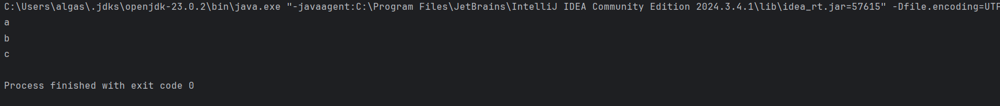 C:\Users\algas\.jdks\openjdk-23.0.2\bin\java.exe "-javaagent:C:\Program Files\JetBrains\IntelliJ IDEA Community Edition 2024.3.4.1\lib\idea_rt.jar=57615" -Dfile.encoding=UTF
a
b
c
Process finished with exit code 0